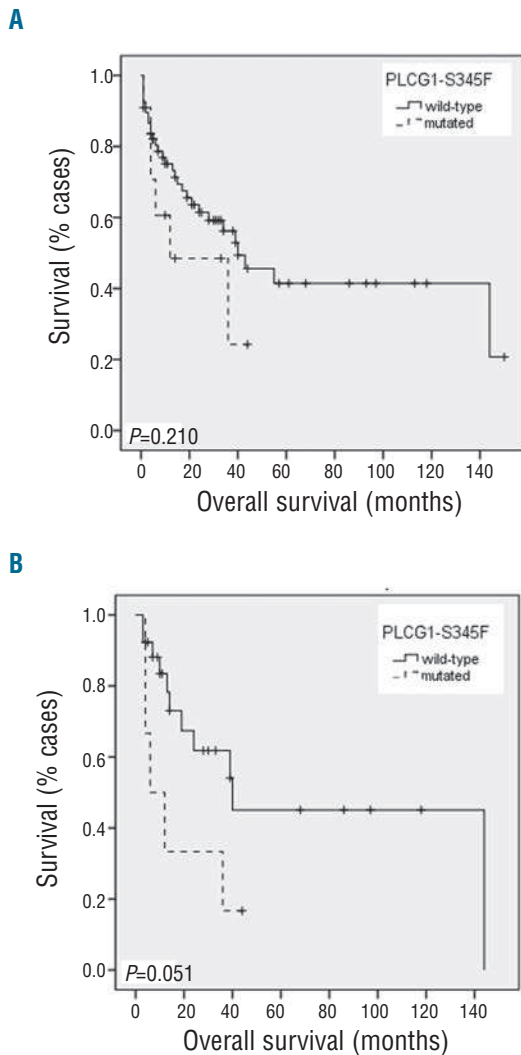 A
PLCG1-S345F
wild-type
mutated
1.0
0.8
0.6
0.4
0.2
0.0
Survival (% cases)
P=0.210
0 20 40 60 80 100 120 140
Overall survival (months)
B
PLCG1-S345F
wild-type
mutated
1.0
0.8
0.6
0.4
0.2
0.0
Survival (% cases)
P=0.051
0 20 40 60 80 100 120 140
Overall survival (months)